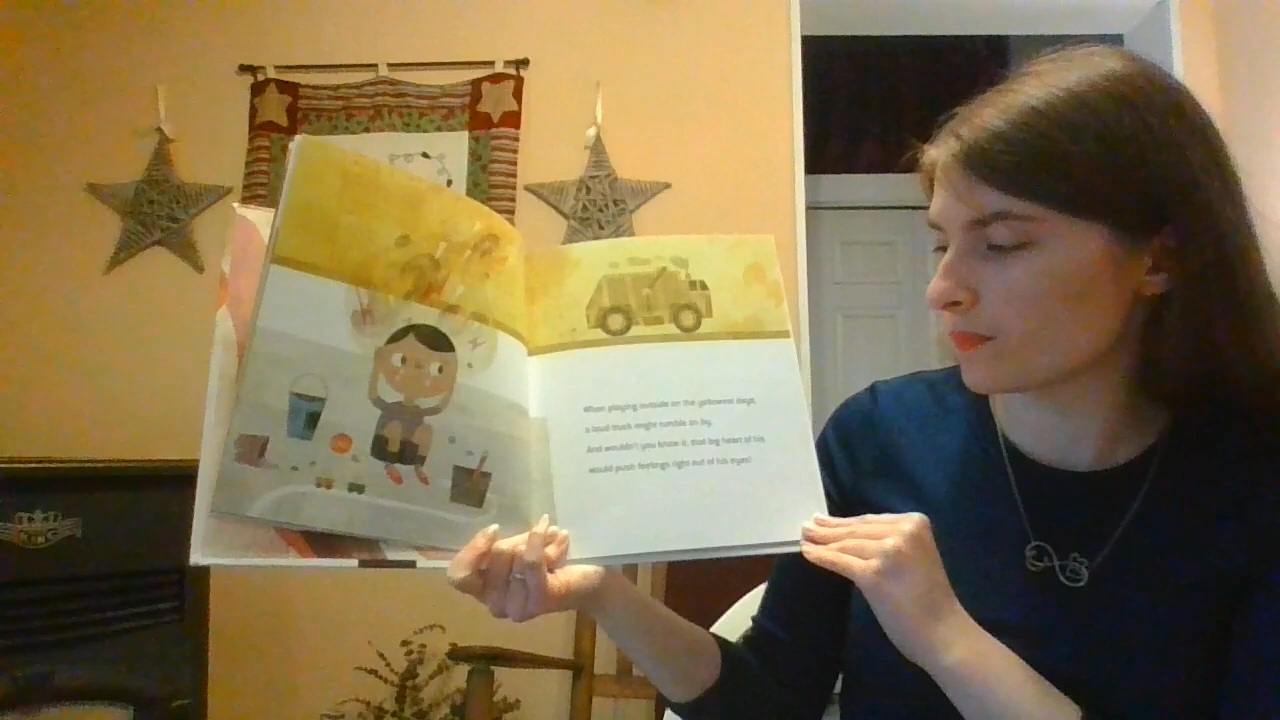 When playing outside on the yellowest days,
a loud truck might rumble on by.
And wouldn't you know it, that big heart of his
would push feelings right out of his eyes!
KING